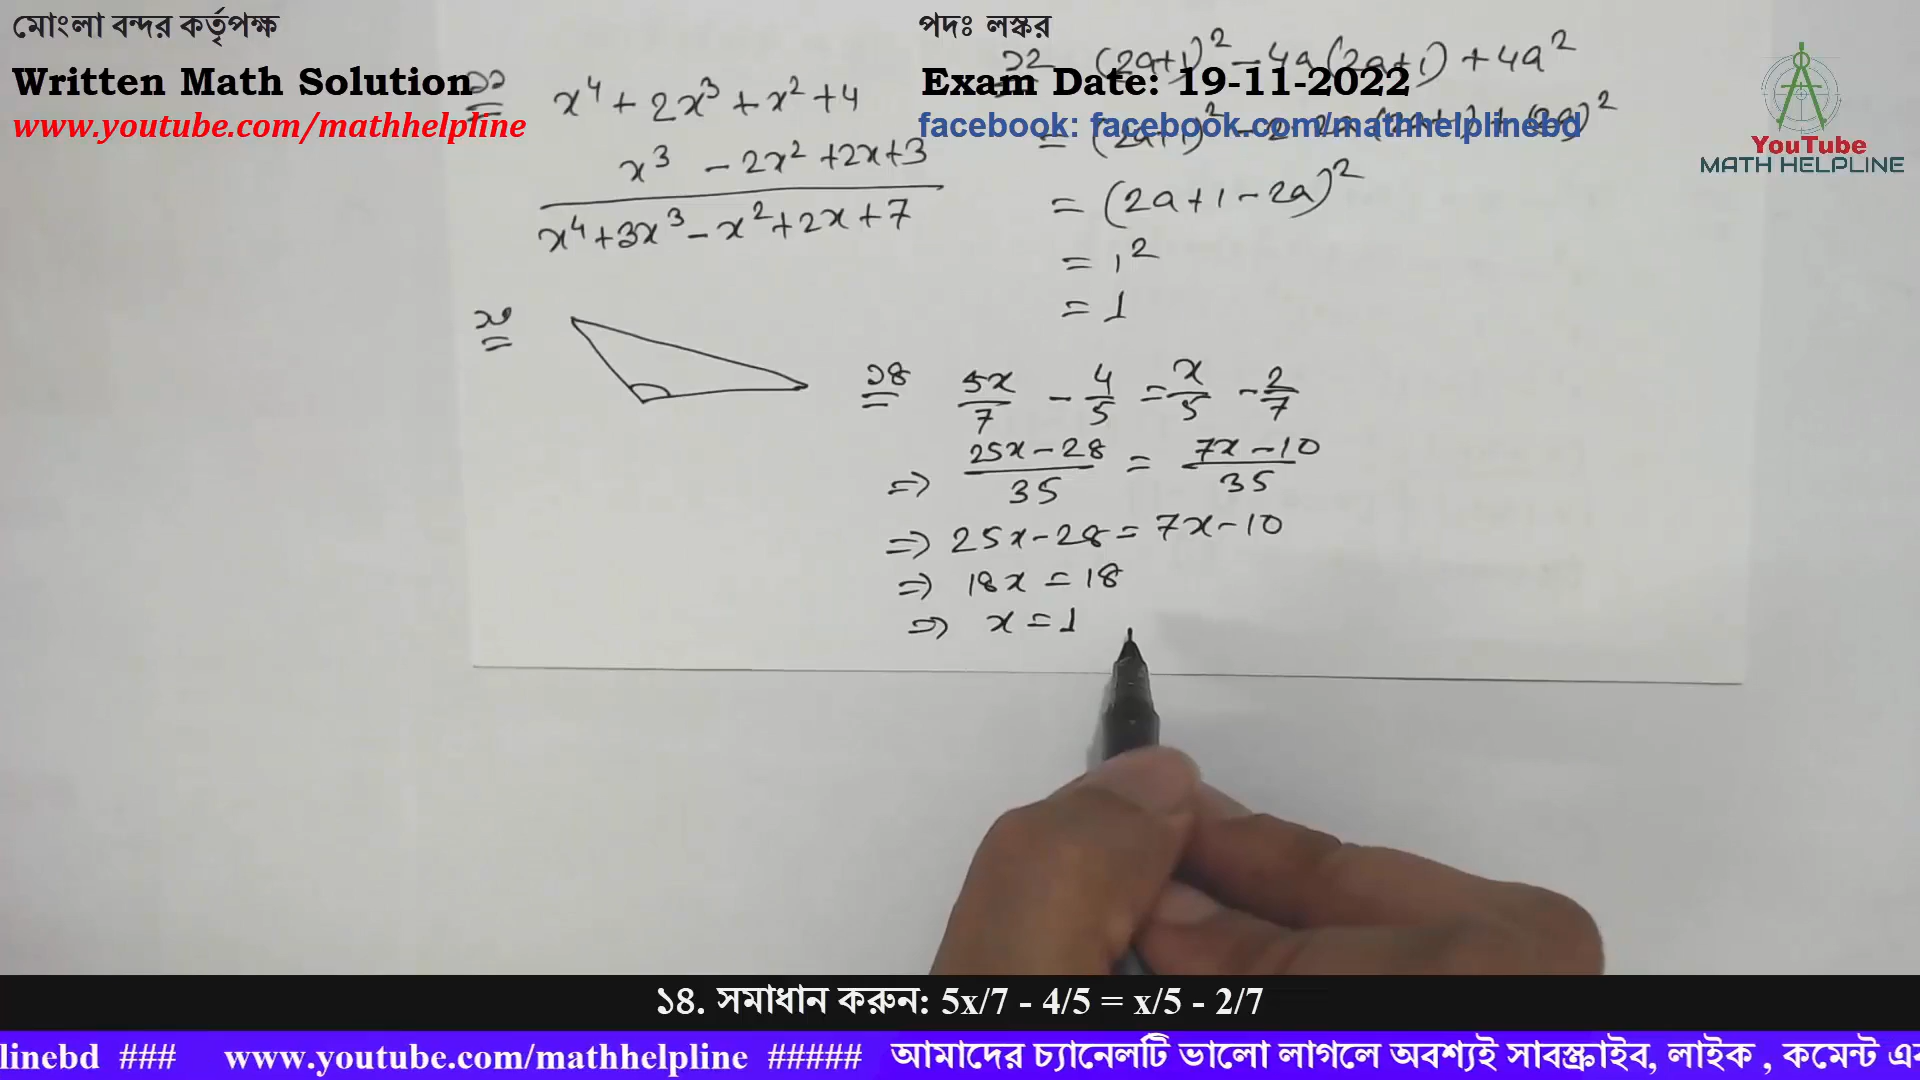 মোংলা বন্দর কর্তৃপক্ষ
পদঃ লস্কর
Written Math Solution
Exam Date: 19-11-2022
www.youtube.com/mathhelpline
facebook: facebook.com/mathhelplinebd
YouTube
MATH HELPLINE
১১ x⁴ + 2x³ + x² + 4
x³ - 2x² + 2x + 3
x⁴ + 3x³ - x² + 2x + 7
১২ (2a+1)² - 4a(2a+1) + 4a²
= (2a+1-2a)²
= 1²
= 1
১৩
১৪ 5x/7 - 4/5 = x/5 - 2/7
⇒ 25x-28/35 = 7x-10/35
⇒ 25x-28 = 7x-10
⇒ 18x = 18
⇒ x = 1
১৪. সমাধান করুন: 5x/7 - 4/5 = x/5 - 2/7
linebd ### www.youtube.com/mathhelpline ##### আমাদের চ্যানেলটি ভালো লাগলে অবশ্যই সাবস্ক্রাইব, লাইক , কমেন্ট